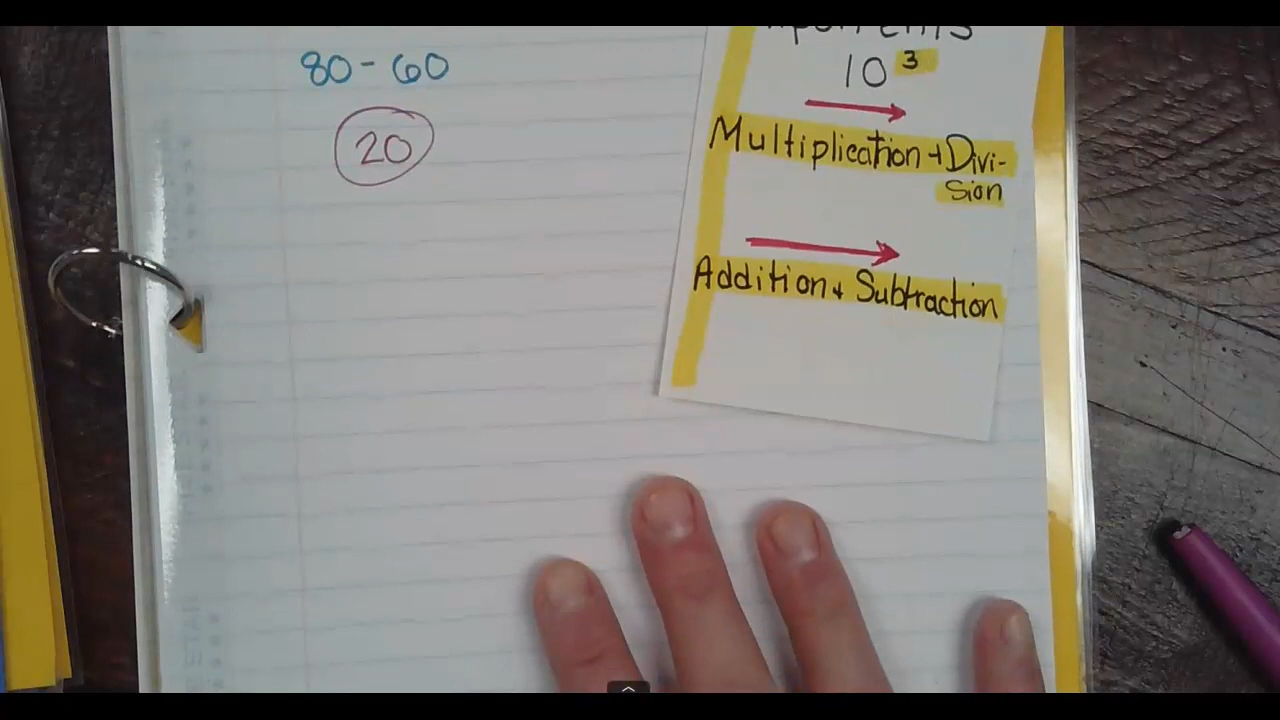 80 - 60
20
10³
Multiplication + Divi-
sion
Addition + Subtraction